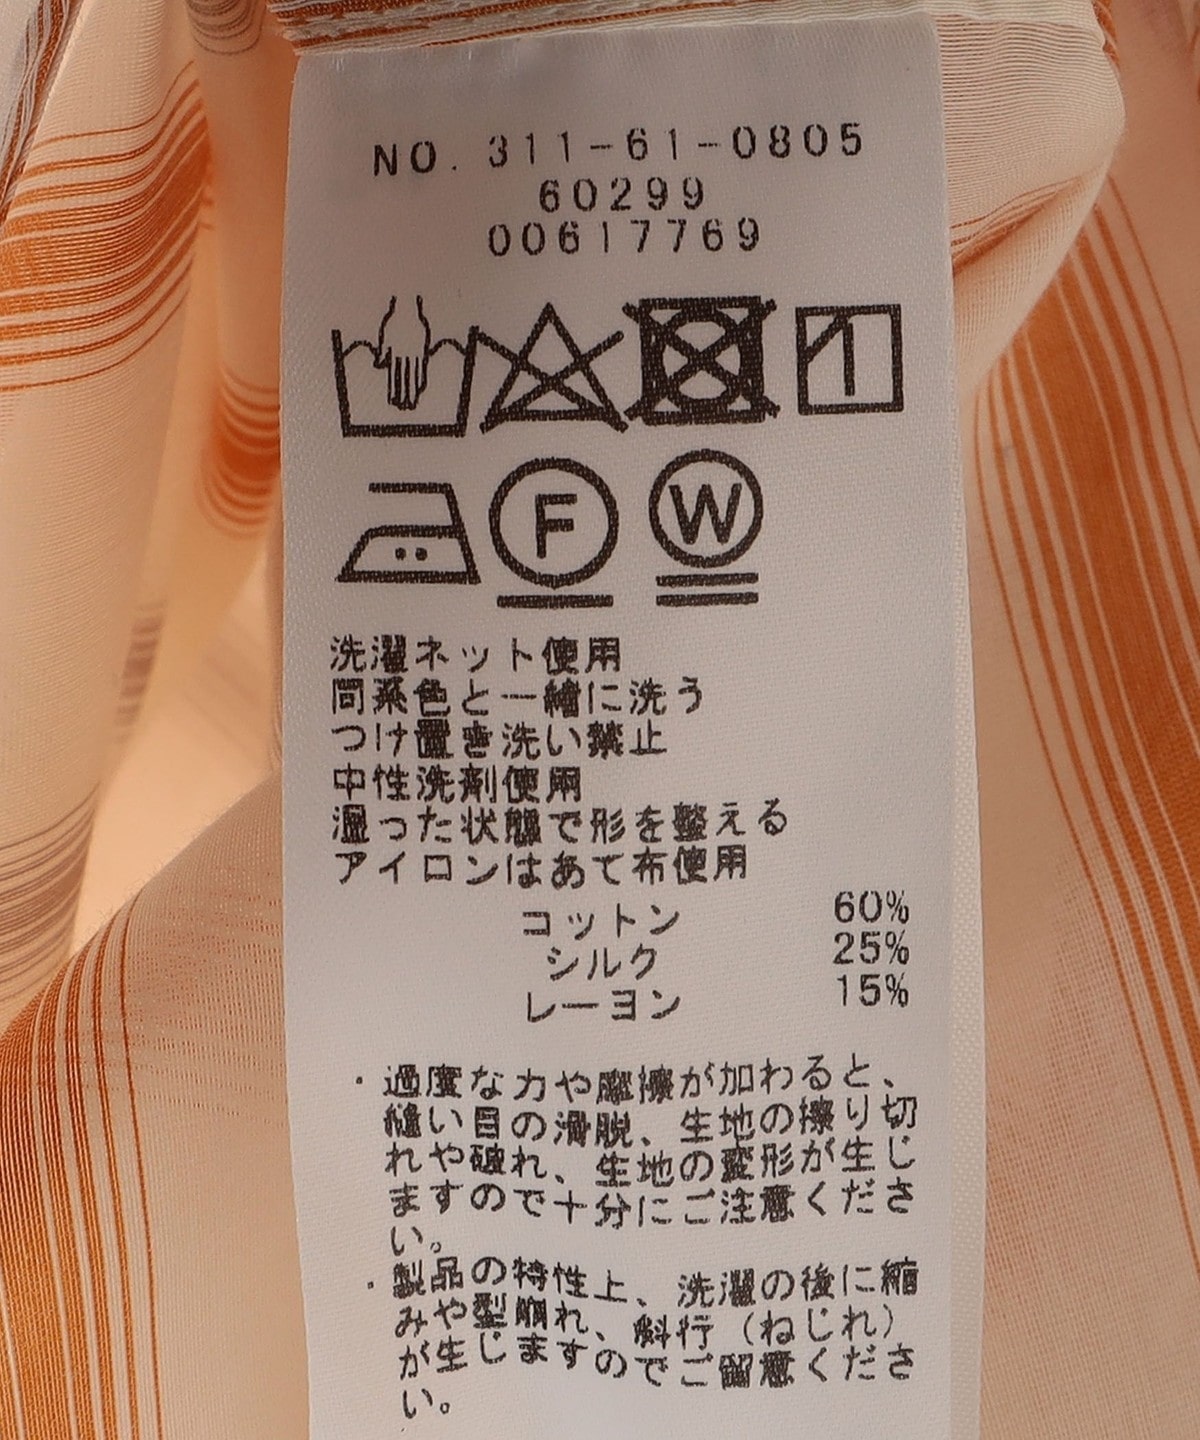 NO. 311-61-0805
60299
00617769
F W
洗濯ネット使用
同系色と一緒に洗う
つけ置き洗い禁止
中性洗剤使用
湿った状態で形を整える
アイロンはあて布使用
コットン 60%
シルク 25%
レーヨン 15%
・過度な力や摩擦が加わると、
縫い目の滑脱、生地の擦り切
れや破れ、生地の変形が生じ
ますので十分にご注意くださ
い。
・製品の特性上、洗濯の後に縮
みや型崩れ、斜行(ねじれ)
が生じますのでご留意くださ
い。